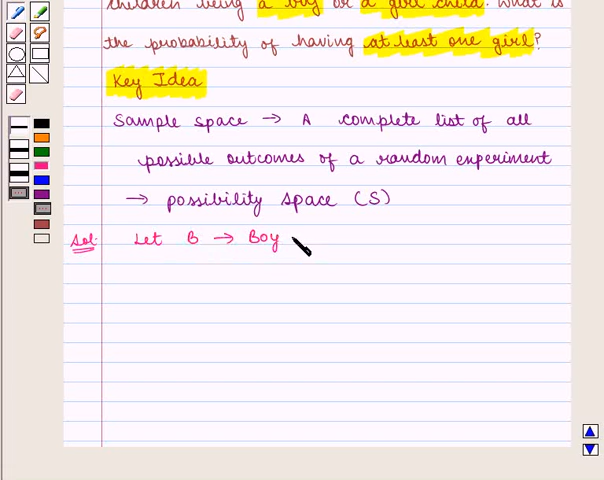 children being a boy or a girl child. What is
the probability of having at least one girl?
Key Idea
Sample space → A complete list of all
possible outcomes of a random experiment
→ possibility space (S)
Sol. Let B → Boy